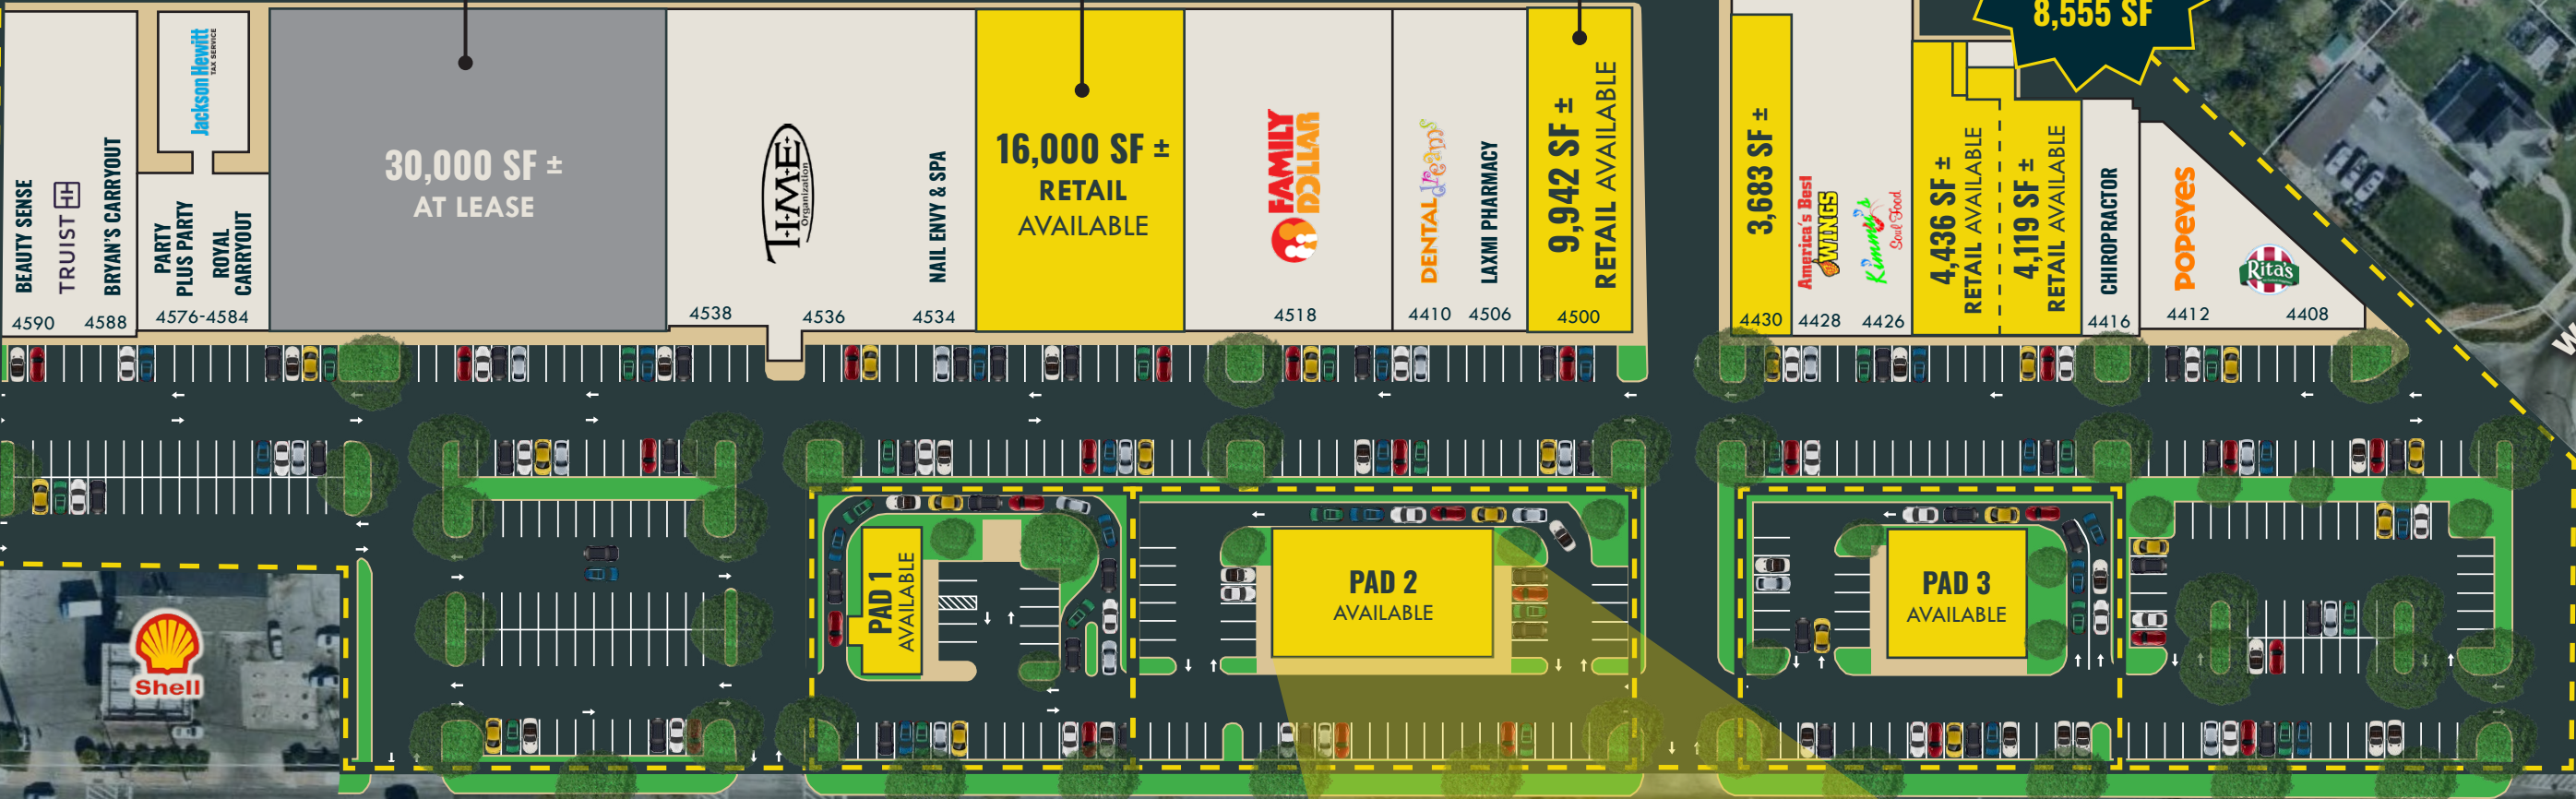 8,555 SF
BEAUTY SENSE
TRUIST
BRYAN'S CARRYOUT
4590
4588
Jackson Hewitt
TAX SERVICE
PARTY
PLUS PARTY
ROYAL
CARRYOUT
4576-4584
30,000 SF ±
AT LEASE
T·I·M·E
Organization
NAIL ENVY & SPA
4538
4536
4534
16,000 SF ±
RETAIL
AVAILABLE
FAMILY
DOLLAR
4518
DENTAL dreams
LAXMI PHARMACY
4410
4506
9,942 SF ±
RETAIL AVAILABLE
4500
3,683 SF ±
4430
America's Best
WINGS
Kimmy's
Soul Food
4428
4426
4,436 SF ±
RETAIL AVAILABLE
4,119 SF ±
RETAIL AVAILABLE
CHIROPRACTOR
4416
POPEYES
Rita's
4412
4408
W
Shell
PAD 1
AVAILABLE
PAD 2
AVAILABLE
PAD 3
AVAILABLE